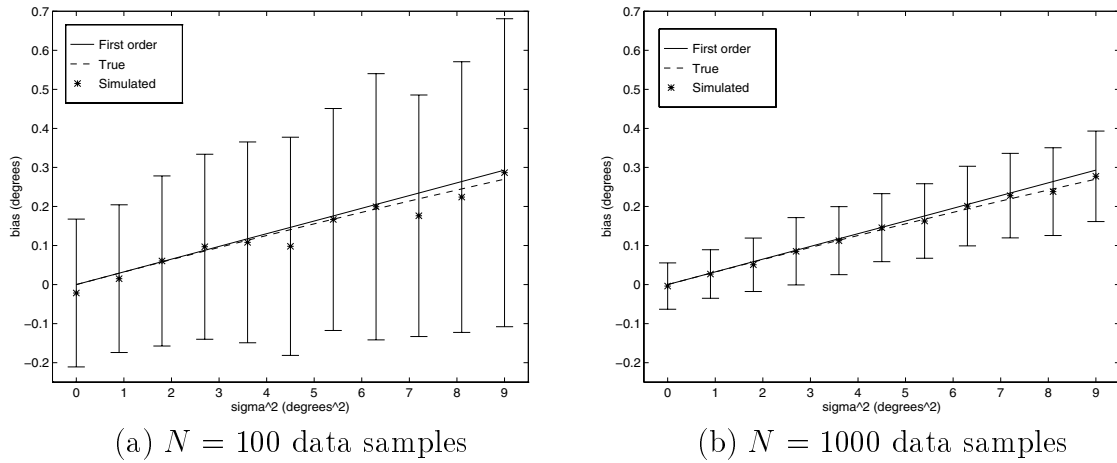 0.7
0.6
0.5
0.4
0.3
0.2
0.1
0
−0.1
−0.2
bias (degrees)
First order
True
Simulated
0 1 2 3 4 5 6 7 8 9
sigma^2 (degrees^2)
(a) N = 100 data samples
0.7
0.6
0.5
0.4
0.3
0.2
0.1
0
−0.1
−0.2
bias (degrees)
First order
True
Simulated
0 1 2 3 4 5 6 7 8 9
sigma^2 (degrees^2)
(b) N = 1000 data samples